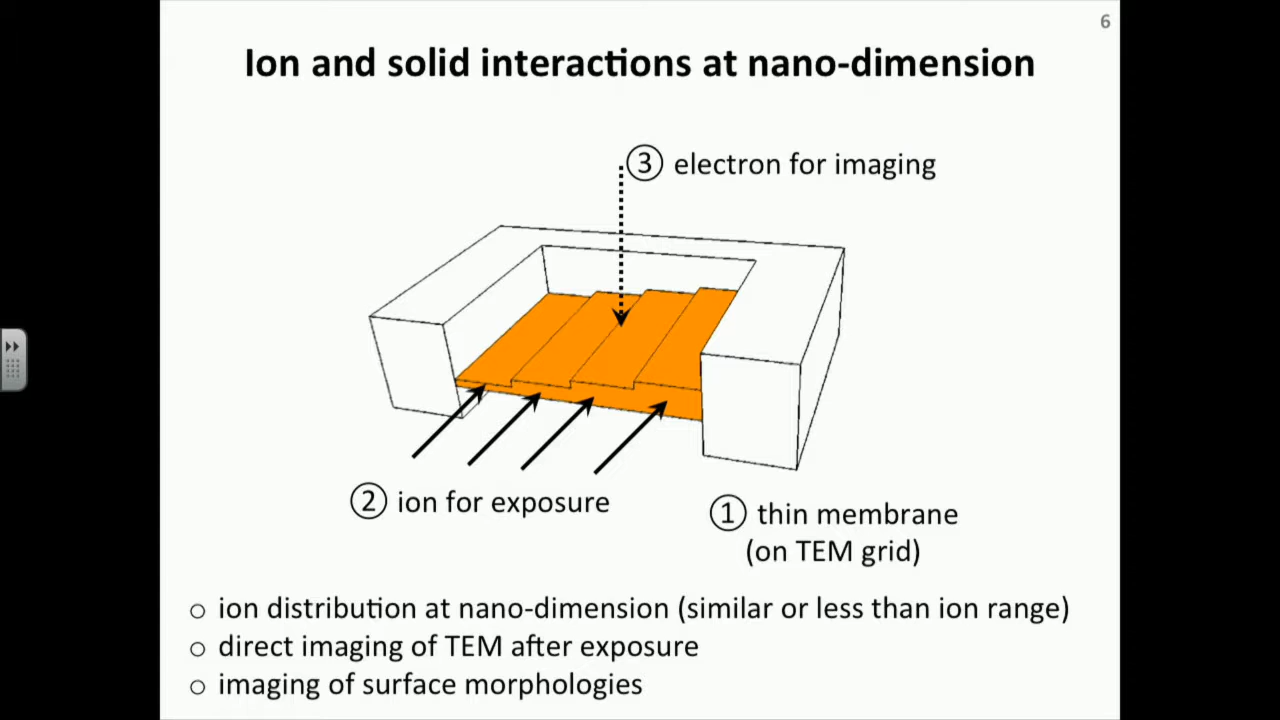 6
Ion and solid interactions at nano-dimension
③ electron for imaging
② ion for exposure
① thin membrane
(on TEM grid)
○ ion distribution at nano-dimension (similar or less than ion range)
○ direct imaging of TEM after exposure
○ imaging of surface morphologies